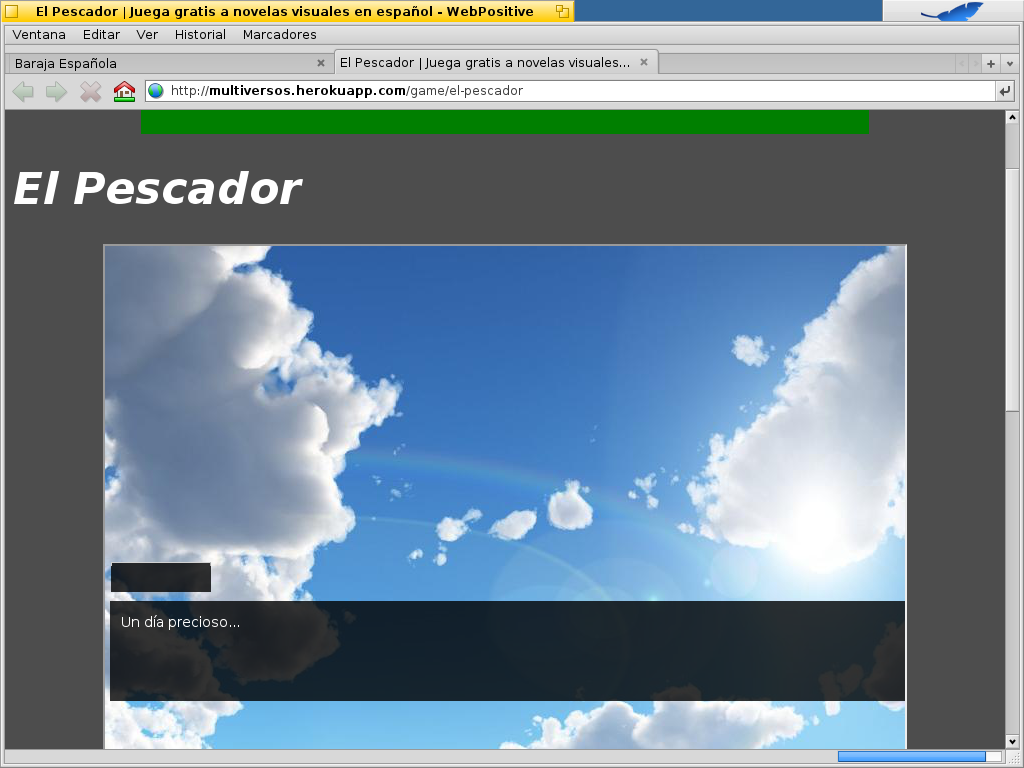 El Pescador | Juega gratis a novelas visuales en español - WebPositive
Ventana Editar Ver Historial Marcadores
Baraja Española
El Pescador | Juega gratis a novelas visuales...
http://multiversos.herokuapp.com/game/el-pescador
El Pescador
Un día precioso...